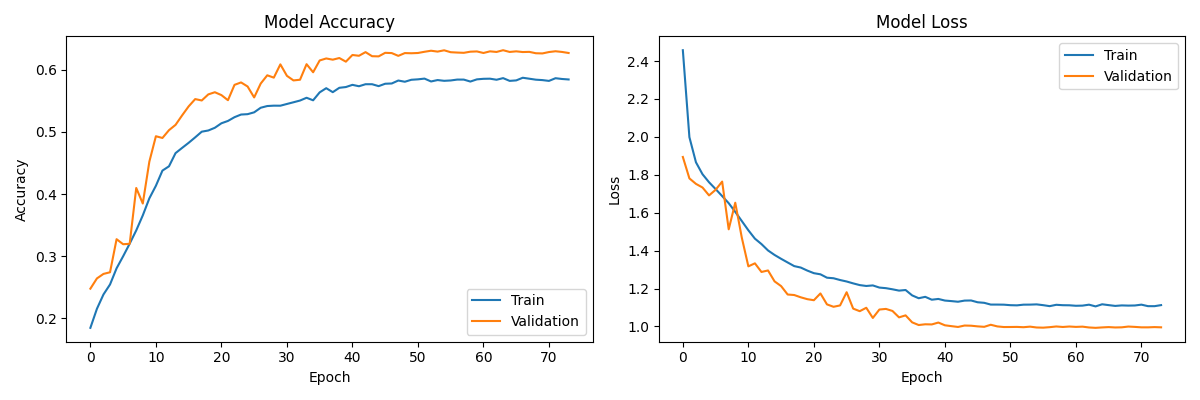 Model Accuracy
Accuracy
0.6
0.5
0.4
0.3
0.2
Train
Validation
0 10 20 30 40 50 60 70
Epoch
Model Loss
Loss
2.4
2.2
2.0
1.8
1.6
1.4
1.2
1.0
Train
Validation
0 10 20 30 40 50 60 70
Epoch